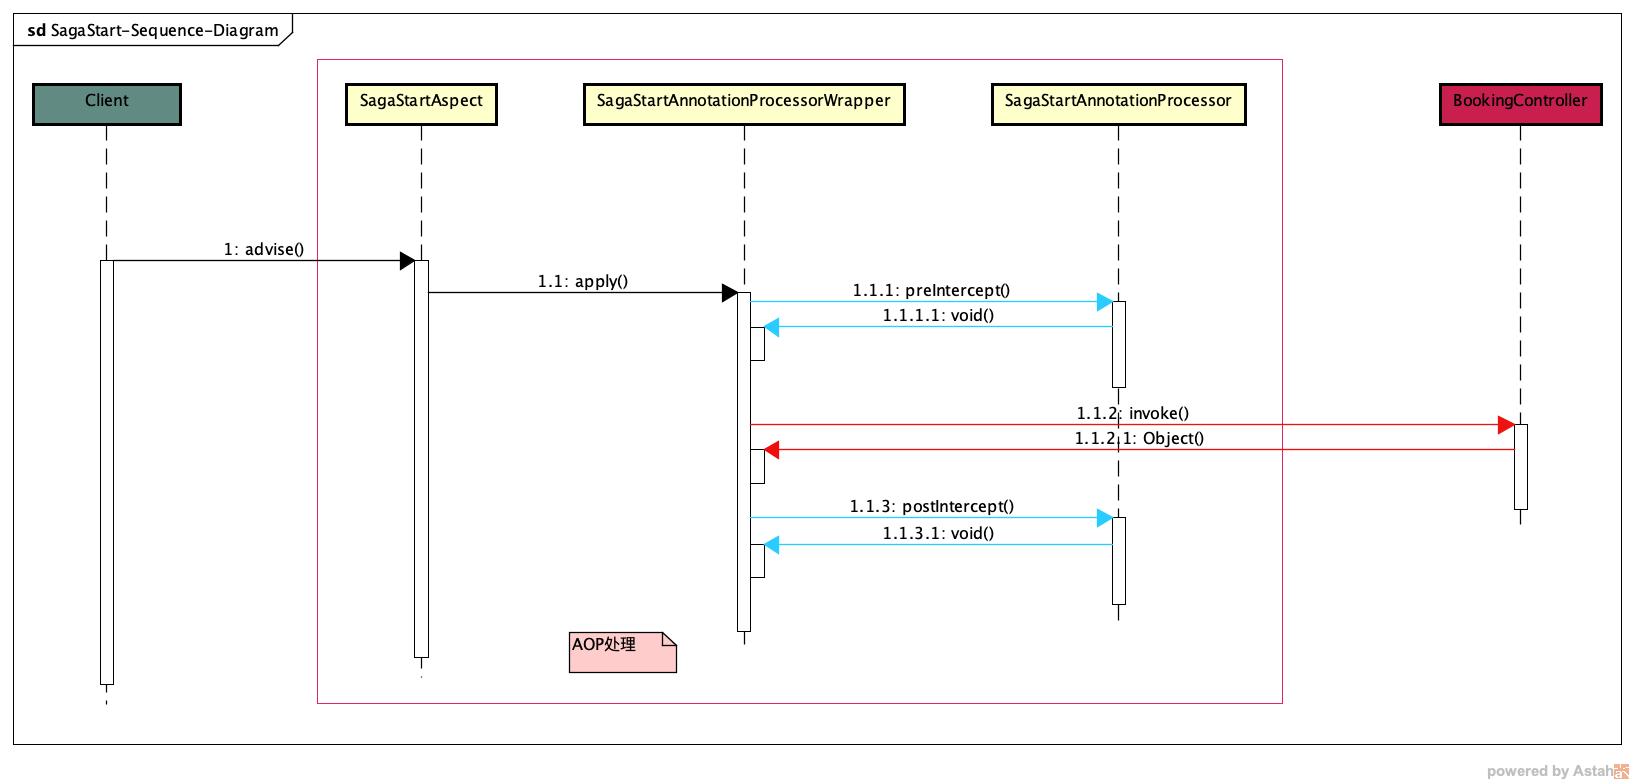 sd SagaStart-Sequence-Diagram
Client
SagaStartAspect
SagaStartAnnotationProcessorWrapper
SagaStartAnnotationProcessor
BookingController
1: advise()
1.1: apply()
1.1.1: preIntercept()
1.1.1.1: void()
1.1.2: invoke()
1.1.2.1: Object()
1.1.3: postIntercept()
1.1.3.1: void()
AOP处理
powered by Astah